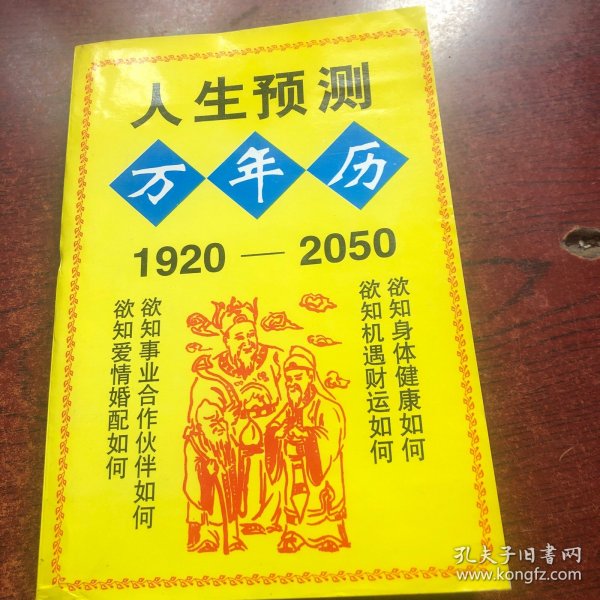 人生预测
万年历
1920 — 2050
欲知身体健康如何
欲知机遇财运如何
欲知事业合作伙伴如何
欲知爱情婚配如何
孔夫子旧书网
www.kongfz.com